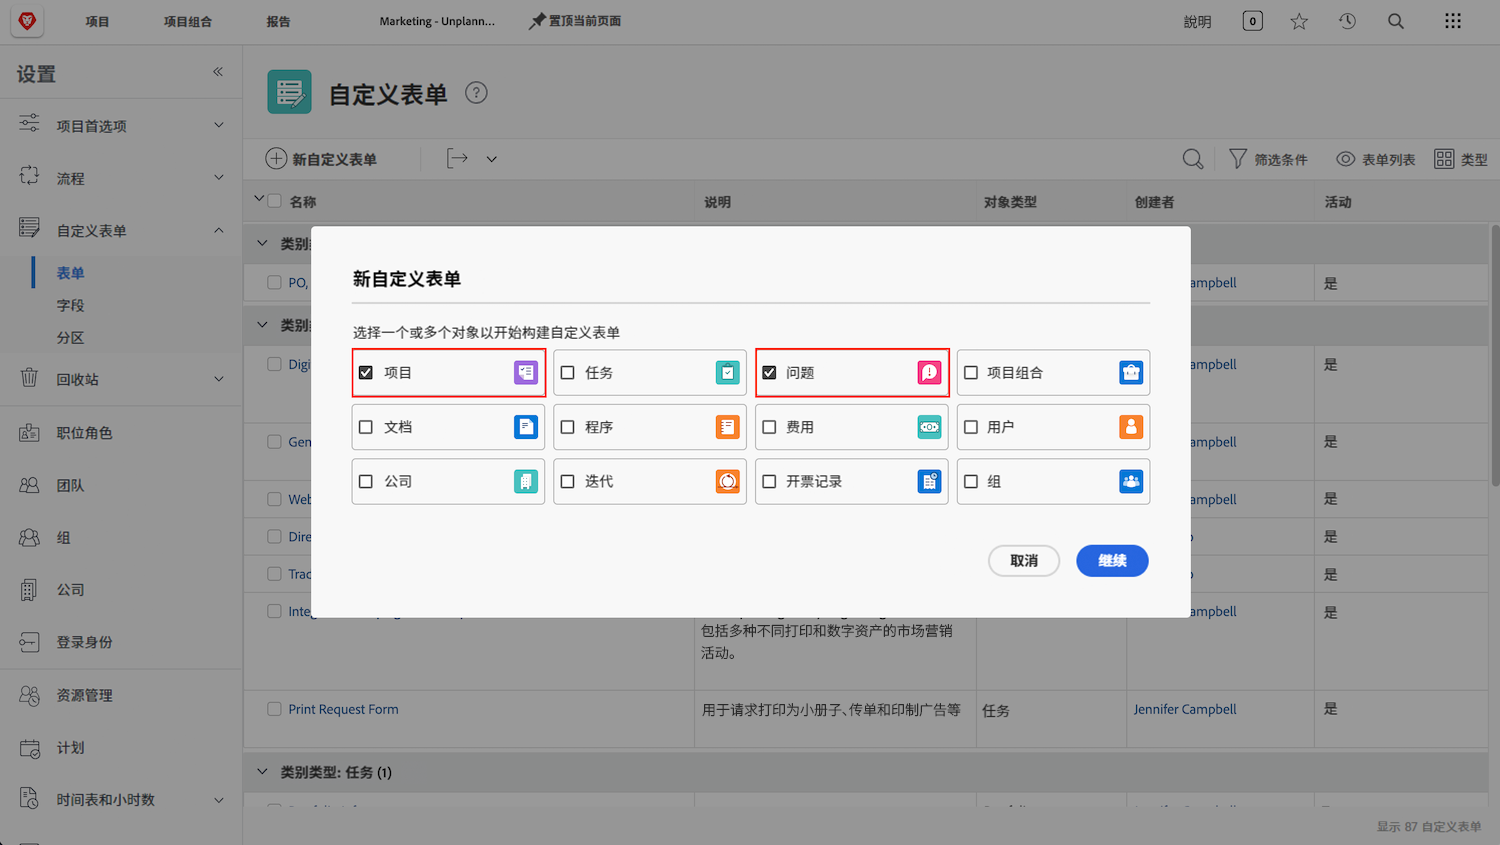 项目 项目组合 报告 Marketing - Unplann... 置顶当前页面 說明 0
设置 «
自定义表单 ?
项目首选项
流程
自定义表单
表单
字段
分区
回收站
职位角色
团队
组
公司
登录身份
资源管理
计划
时间表和小时数
新自定义表单 筛选条件 表单列表 类型
名称 说明 对象类型 创建者 活动
类别
PO, ampbell 是
类别
Digi ampbell 是
Gen ampbell 是
Web ampbell 是
Dire 是
Trac 是
Integ ampbell 是
包括多种不同打印和数字资产的市场营销
活动。
Print Request Form 用于请求打印为小册子、传单和印制广告等 任务 Jennifer Campbell 是
类别类型: 任务 (1)
显示 87 自定义表单
新自定义表单
选择一个或多个对象以开始构建自定义表单
项目 任务 问题 项目组合
文档 程序 费用 用户
公司 迭代 开票记录 组
取消 继续